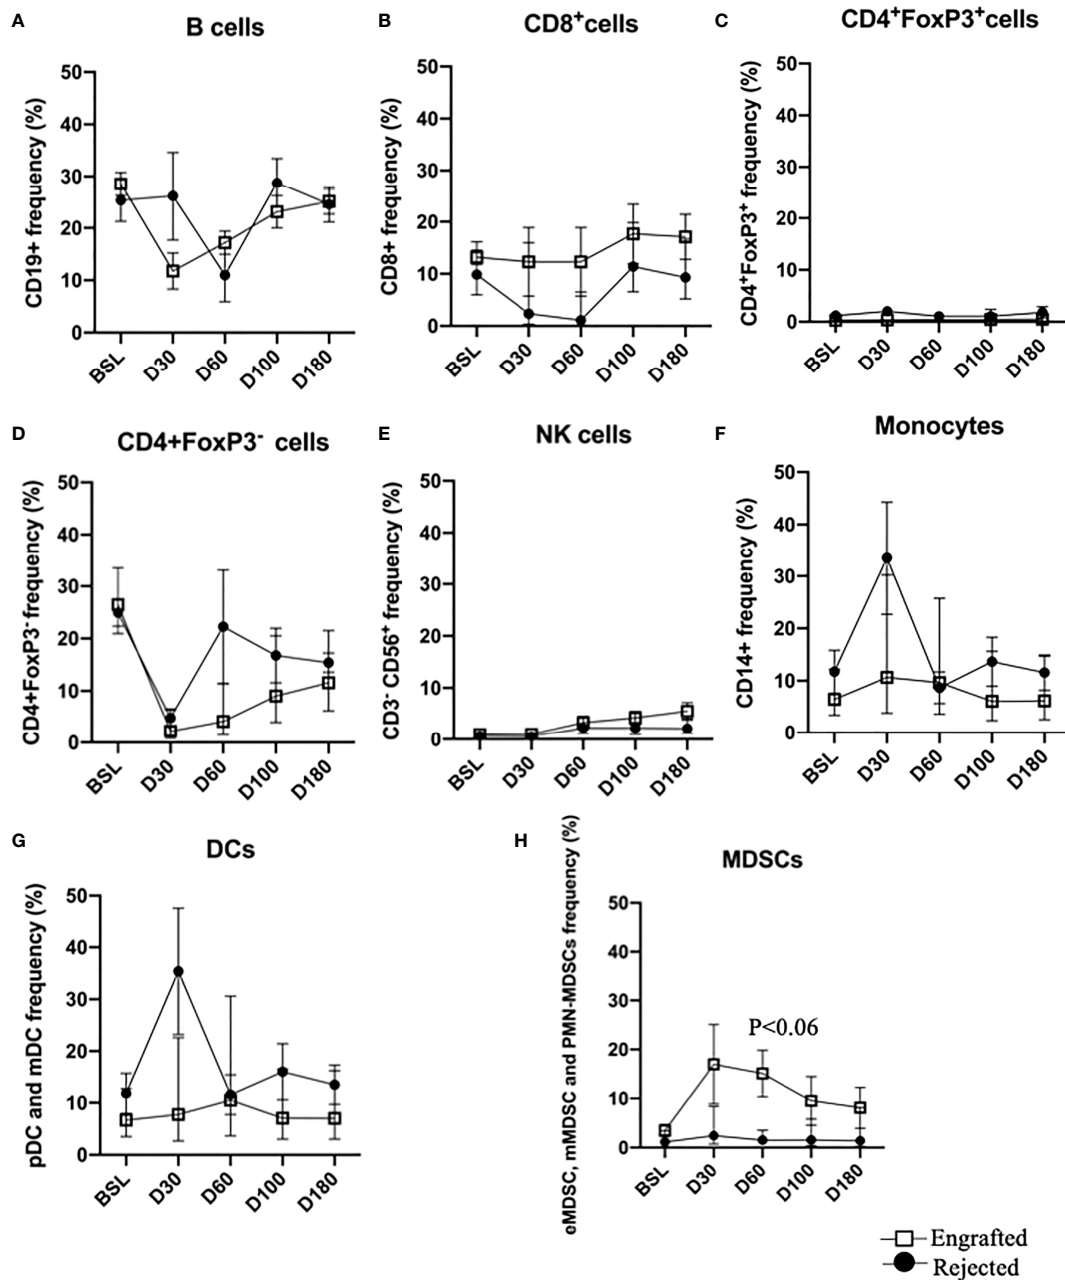 A
B cells
CD19+ frequency (%)
50
40
30
20
10
0
BSL
D30
D60
D100
D180
B
CD8⁺cells
CD8+ frequency (%)
50
40
30
20
10
0
BSL
D30
D60
D100
D180
C
CD4⁺FoxP3⁺cells
CD4⁺FoxP3⁺ frequency (%)
50
40
30
20
10
0
BSL
D30
D60
D100
D180
D
CD4+FoxP3⁻ cells
CD4+FoxP3⁻ frequency (%)
50
40
30
20
10
0
BSL
D30
D60
D100
D180
E
NK cells
CD3⁻ CD56⁺ frequency (%)
50
40
30
20
10
0
BSL
D30
D60
D100
D180
F
Monocytes
CD14+ frequency (%)
50
40
30
20
10
0
BSL
D30
D60
D100
D180
G
DCs
pDC and mDC frequency (%)
50
40
30
20
10
0
BSL
D30
D60
D100
D180
H
MDSCs
eMDSC, mMDSC and PMN-MDSCs frequency (%)
50
40
30
20
10
0
P<0.06
BSL
D30
D60
D100
D180
Engrafted
Rejected